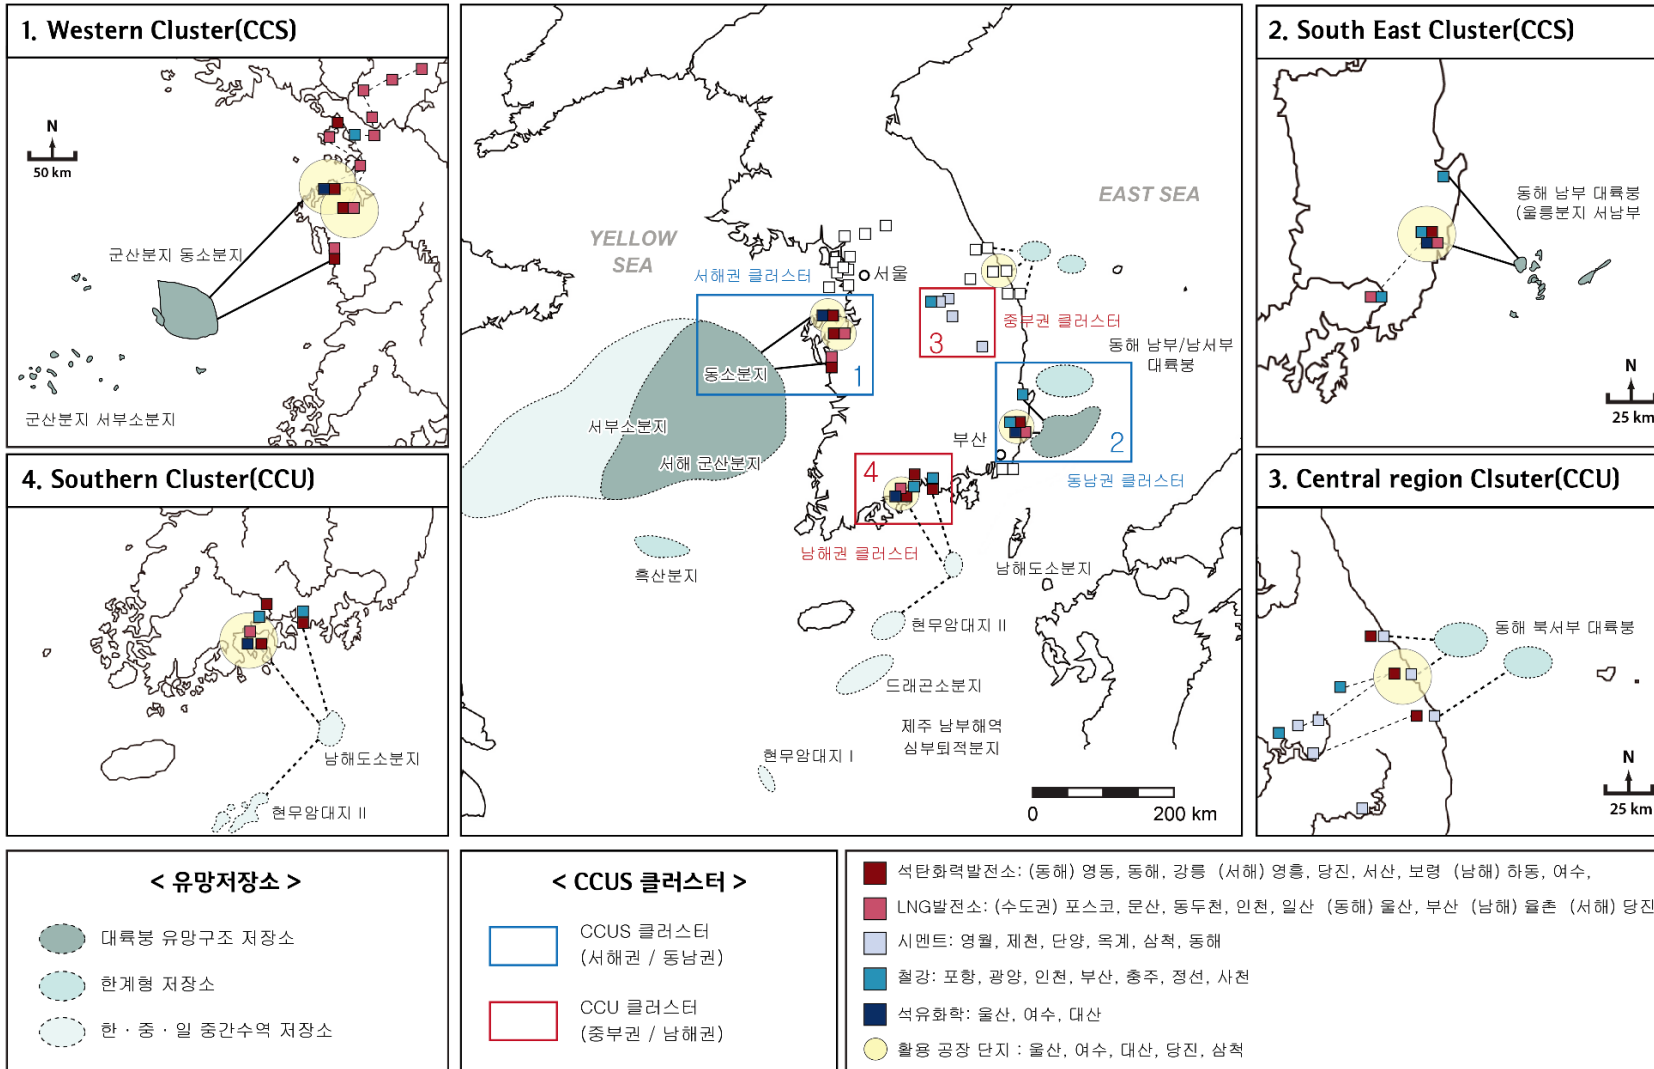 1. Western Cluster(CCS)
N
50 km
군산분지 동소분지
군산분지 서부소분지
4. Southern Cluster(CCU)
남해도소분지
현무암대지 II
YELLOW
SEA
EAST SEA
서해권 클러스터
서울
중부권 클러스터
3
동해 남부/남서부
대륙붕
동소분지
1
서부소분지
서해 군산분지
부산
2
동남권 클러스터
4
남해권 클러스터
흑산분지
남해도소분지
현무암대지 II
드래곤소분지
제주 남부해역
심부퇴적분지
현무암대지 I
0 200 km
2. South East Cluster(CCS)
동해 남부 대륙붕
(울릉분지 서남부
N
25 km
3. Central region Clsuter(CCU)
동해 북서부 대륙붕
N
25 km
< 유망저장소 >
대륙붕 유망구조 저장소
한계형 저장소
한 · 중 · 일 중간수역 저장소
< CCUS 클러스터 >
CCUS 클러스터
(서해권 / 동남권)
CCU 클러스터
(중부권 / 남해권)
석탄화력발전소: (동해) 영동, 동해, 강릉 (서해) 영흥, 당진, 서산, 보령 (남해) 하동, 여수,
LNG발전소: (수도권) 포스코, 문산, 동두천, 인천, 일산 (동해) 울산, 부산 (남해) 율촌 (서해) 당진
시멘트: 영월, 제천, 단양, 옥계, 삼척, 동해
철강: 포항, 광양, 인천, 부산, 충주, 정선, 사천
석유화학: 울산, 여수, 대산
활용 공장 단지 : 울산, 여수, 대산, 당진, 삼척